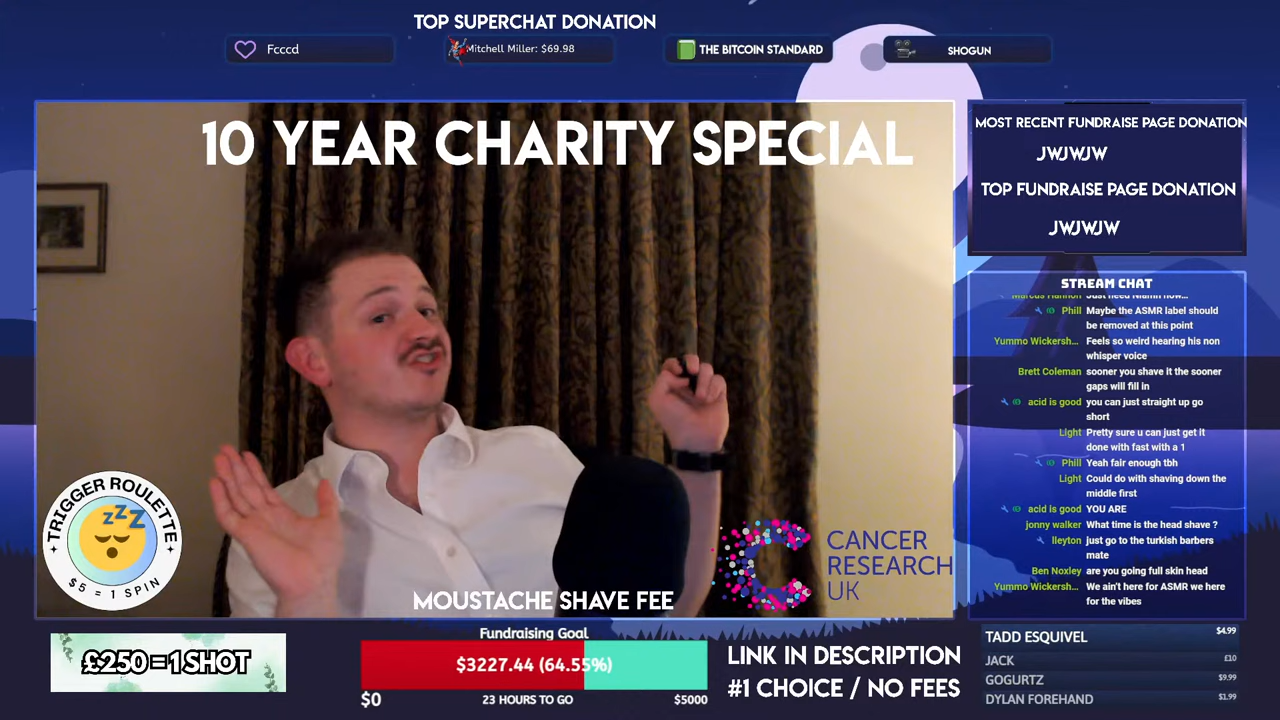 TOP SUPERCHAT DONATION
Fcccd
Mitchell Miller: $69.98
THE BITCOIN STANDARD
SHOGUN
10 YEAR CHARITY SPECIAL
TRIGGER ROULETTE
zzZ
$5 = 1 SPIN
CANCER
RESEARCH
UK
MOUSTACHE SHAVE FEE
MOST RECENT FUNDRAISE PAGE DONATION
JWJWJW
TOP FUNDRAISE PAGE DONATION
JWJWJW
STREAM CHAT
Marcus Hannon Just need Niamh now...
Phill Maybe the ASMR label should
be removed at this point
Yummo Wickersh... Feels so weird hearing his non
whisper voice
Brett Coleman sooner you shave it the sooner
gaps will fill in
acid is good you can just straight up go
short
Light Pretty sure u can just get it
done with fast with a 1
Phill Yeah fair enough tbh
Light Could do with shaving down the
middle first
acid is good YOU ARE
jonny walker What time is the head shave ?
lleyton just go to the turkish barbers
mate
Ben Noxley are you going full skin head
Yummo Wickersh... We ain't here for ASMR we here
for the vibes
£250 = 1 SHOT
Fundraising Goal
$3227.44 (64.55%)
$0
23 HOURS TO GO
$5000
LINK IN DESCRIPTION
#1 CHOICE / NO FEES
TADD ESQUIVEL $4.99
JACK £10
GOGURTZ $9.99
DYLAN FOREHAND $1.99